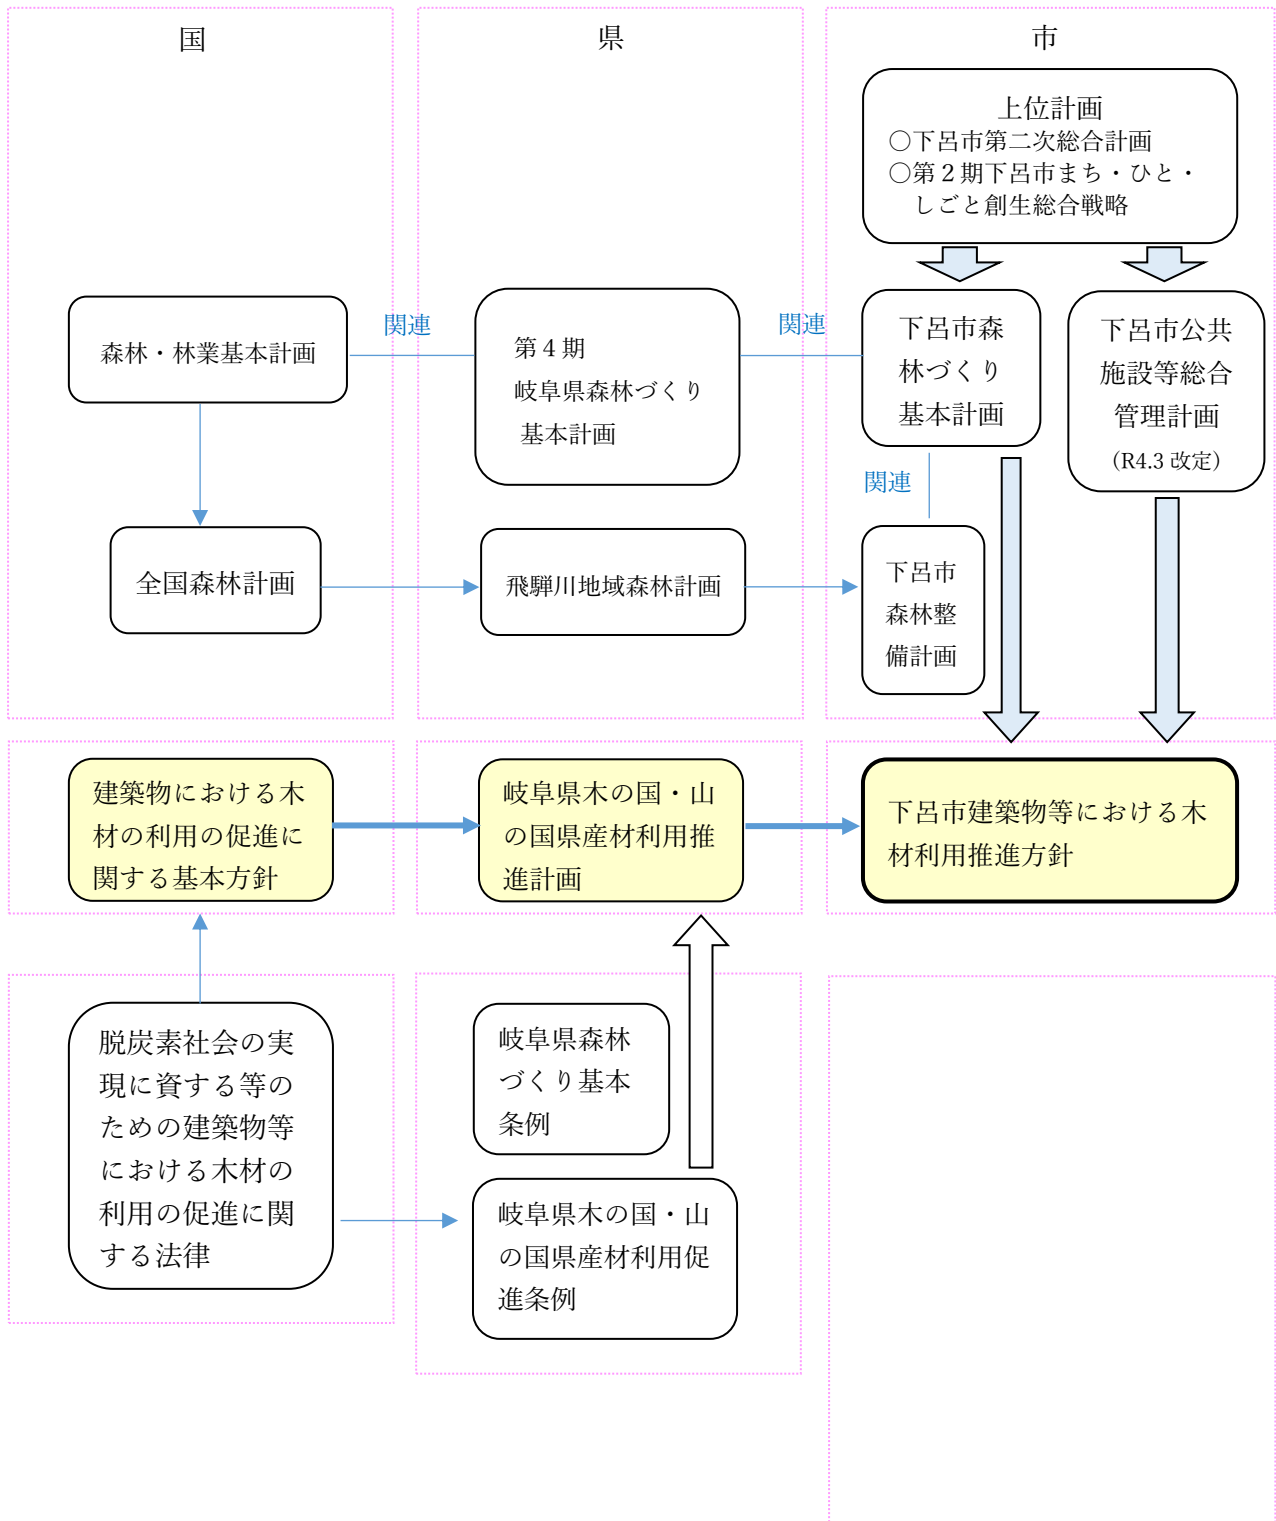 国
県
市
上位計画
○下呂市第二次総合計画
○第２期下呂市まち・ひと・
しごと創生総合戦略
森林・林業基本計画
関連
第４期
岐阜県森林づくり
基本計画
関連
下呂市森
林づくり
基本計画
下呂市公共
施設等総合
管理計画
（R4.3 改定）
関連
全国森林計画
飛騨川地域森林計画
下呂市
森林整
備計画
建築物における木
材の利用の促進に
関する基本方針
岐阜県木の国・山
の国県産材利用推
進計画
下呂市建築物等における木
材利用推進方針
脱炭素社会の実
現に資する等の
ための建築物等
における木材の
利用の促進に関
する法律
岐阜県森林
づくり基本
条例
岐阜県木の国・山
の国県産材利用促
進条例